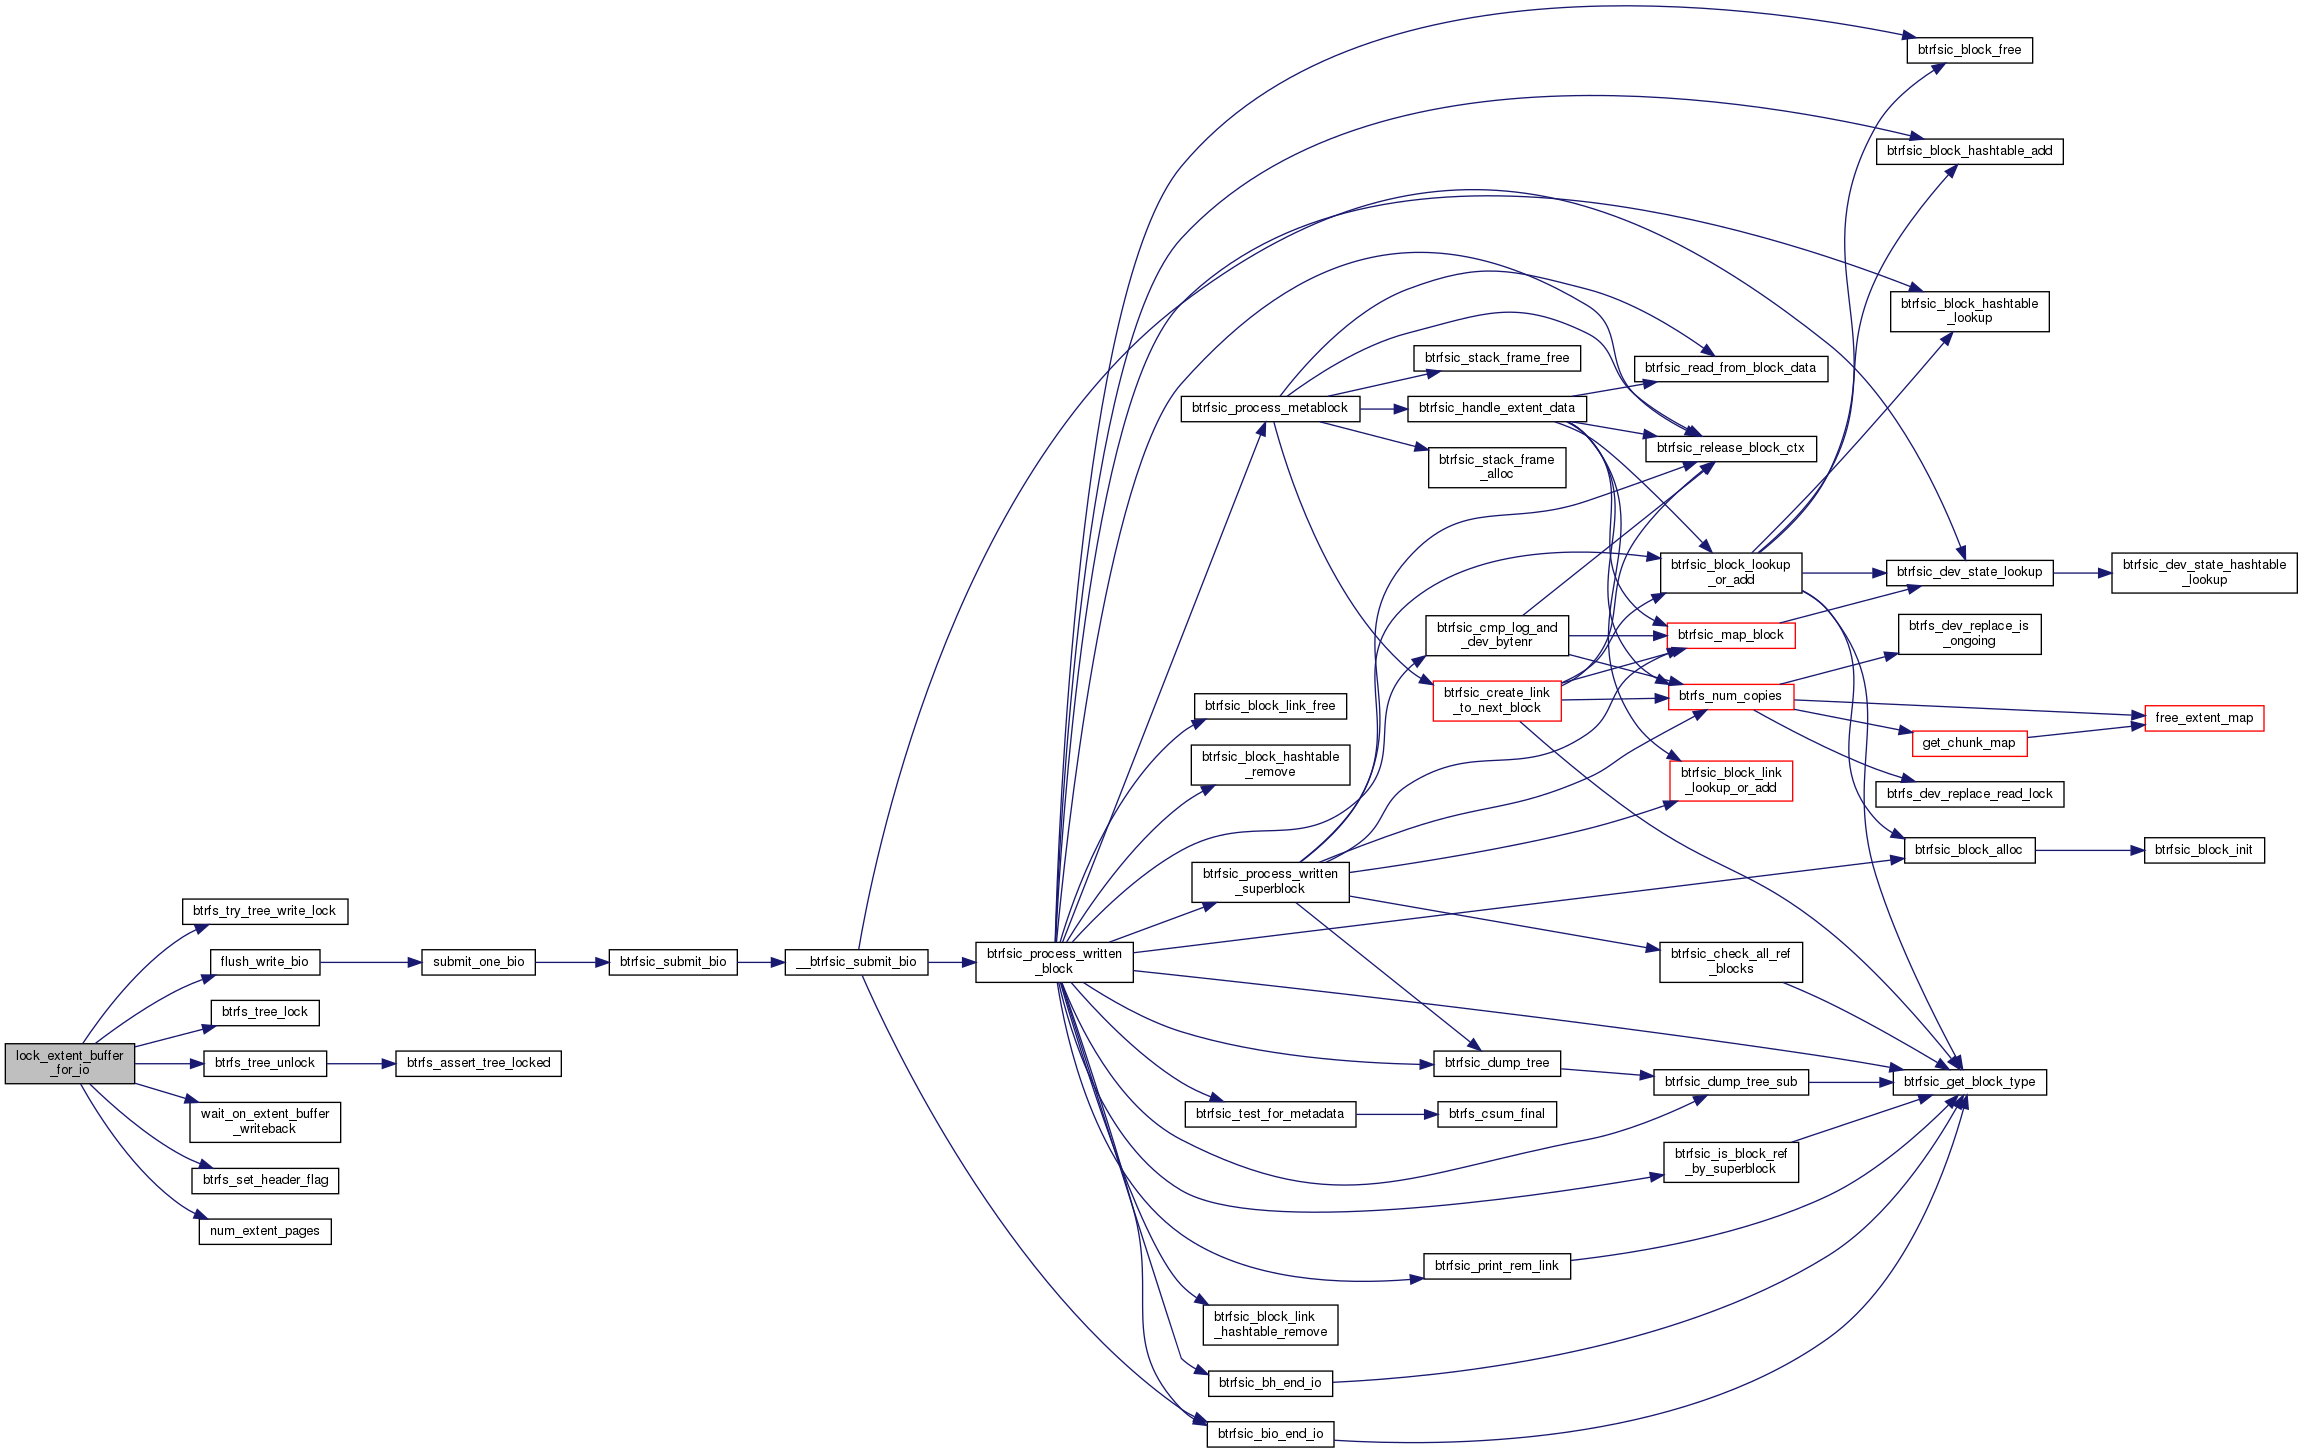 lock_extent_buffer
_for_io
btrfs_try_tree_write_lock
flush_write_bio
btrfs_tree_lock
btrfs_tree_unlock
wait_on_extent_buffer
_writeback
btrfs_set_header_flag
num_extent_pages
submit_one_bio
btrfs_assert_tree_locked
btrfsic_submit_bio
__btrfsic_submit_bio
btrfsic_process_written
_block
btrfsic_process_metablock
btrfsic_block_link_free
btrfsic_block_hashtable
_remove
btrfsic_process_written
_superblock
btrfsic_test_for_metadata
btrfsic_block_link
_hashtable_remove
btrfsic_bh_end_io
btrfsic_bio_end_io
btrfsic_stack_frame_free
btrfsic_handle_extent_data
btrfsic_stack_frame
_alloc
btrfsic_cmp_log_and
_dev_bytenr
btrfsic_create_link
_to_next_block
btrfsic_dump_tree
btrfs_csum_final
btrfsic_print_rem_link
btrfsic_read_from_block_data
btrfsic_release_block_ctx
btrfsic_block_lookup
_or_add
btrfsic_map_block
btrfs_num_copies
btrfsic_block_link
_lookup_or_add
btrfsic_check_all_ref
_blocks
btrfsic_dump_tree_sub
btrfsic_is_block_ref
_by_superblock
btrfsic_block_free
btrfsic_block_hashtable_add
btrfsic_block_hashtable
_lookup
btrfsic_dev_state_lookup
btrfs_dev_replace_is
_ongoing
get_chunk_map
btrfs_dev_replace_read_lock
btrfsic_block_alloc
btrfsic_get_block_type
btrfsic_dev_state_hashtable
_lookup
free_extent_map
btrfsic_block_init